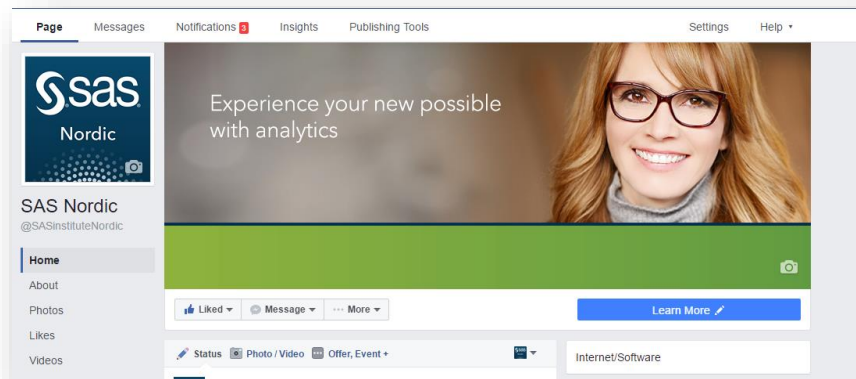 Page Messages Notifications 3 Insights Publishing Tools Settings Help
Ssas
Nordic
Experience your new possible
with analytics
SAS Nordic
@SASinstituteNordic
Home
About
Photos
Likes
Videos
Liked Message ... More
Learn More
Status Photo / Video Offer, Event +
Internet/Software